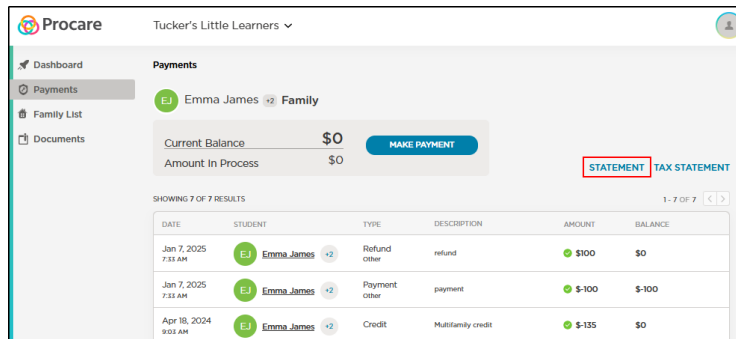 Procare
Tucker's Little Learners
Dashboard
Payments
Family List
Documents
Payments
EJ Emma James +2 Family
Current Balance $0
Amount In Process $0
MAKE PAYMENT
STATEMENT TAX STATEMENT
SHOWING 7 OF 7 RESULTS 1 - 7 OF 7 < >
DATE STUDENT TYPE DESCRIPTION AMOUNT BALANCE
Jan 7, 2025 Refund
EJ Emma James +2 refund $100 $0
7:33 AM Other
Jan 7, 2025 Payment
EJ Emma James +2 payment $-100 $-100
7:33 AM Other
Apr 18, 2024
EJ Emma James +2 Credit Multifamily credit $-135 $0
9:03 AM